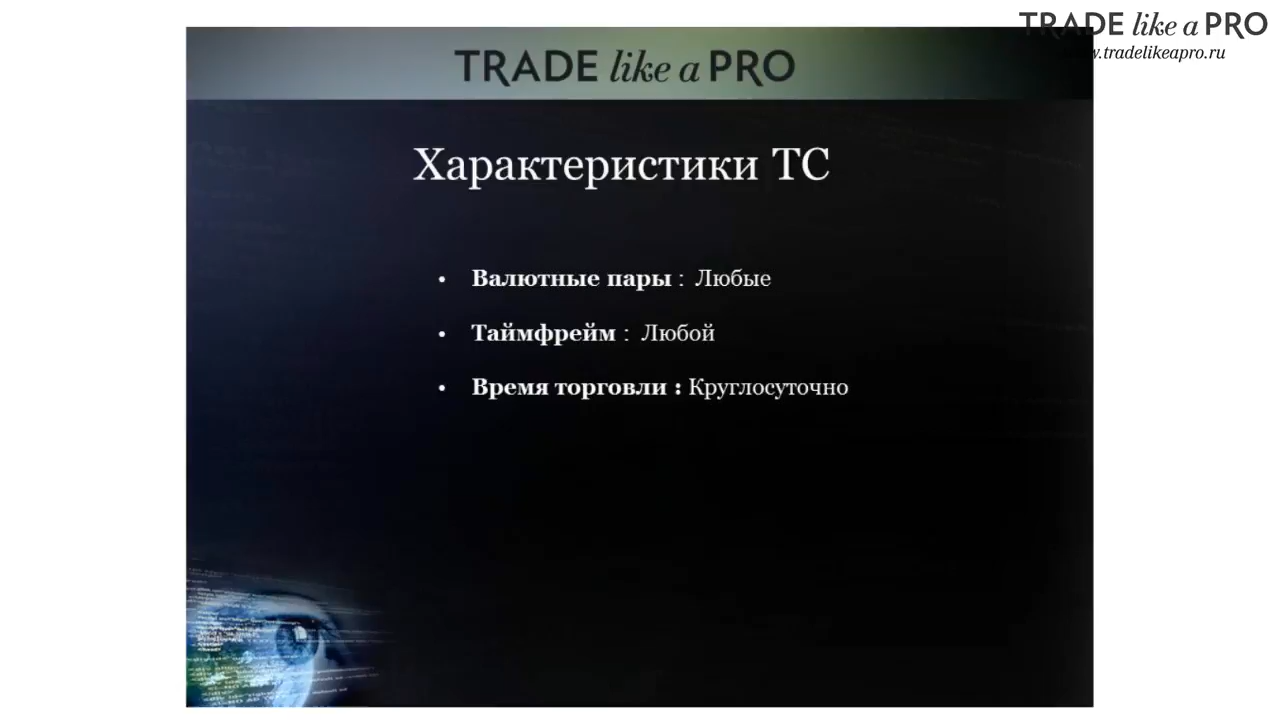 TRADE like a PRO
www.tradelikeapro.ru
TRADE like a PRO
Характеристики ТС
• Валютные пары : Любые
• Таймфрейм : Любой
• Время торговли : Круглосуточно